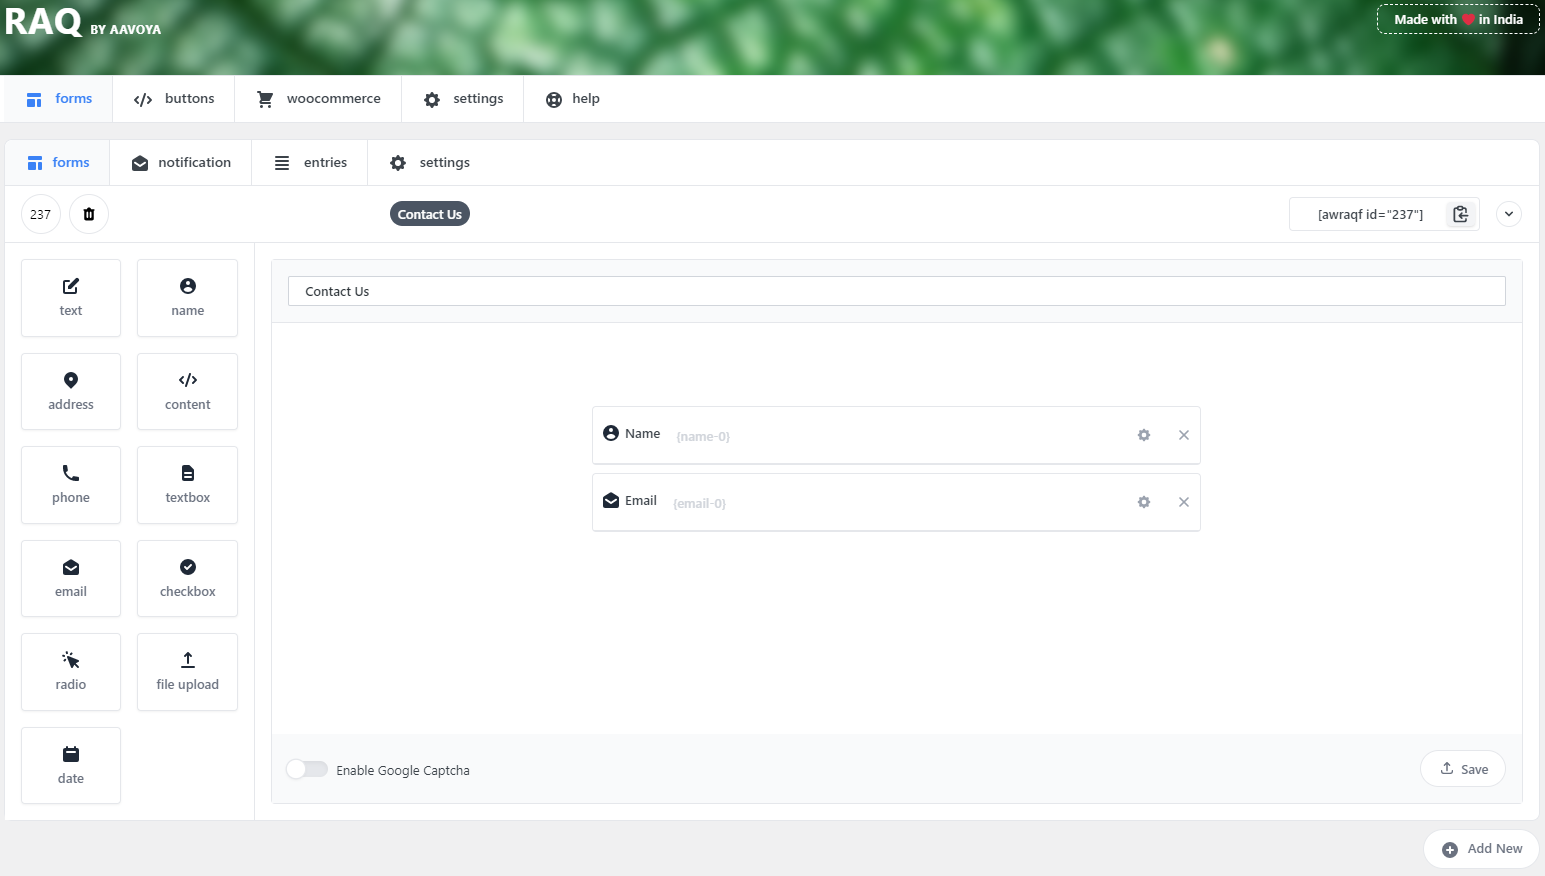 RAQ BY AAVOYA
Made with ❤ in India
forms buttons woocommerce settings help
forms notification entries settings
237 Contact Us [awraqf id="237"]
text name
address content
phone textbox
email checkbox
radio file upload
date
Contact Us
Name {name-0}
Email {email-0}
Enable Google Captcha
Save
Add New